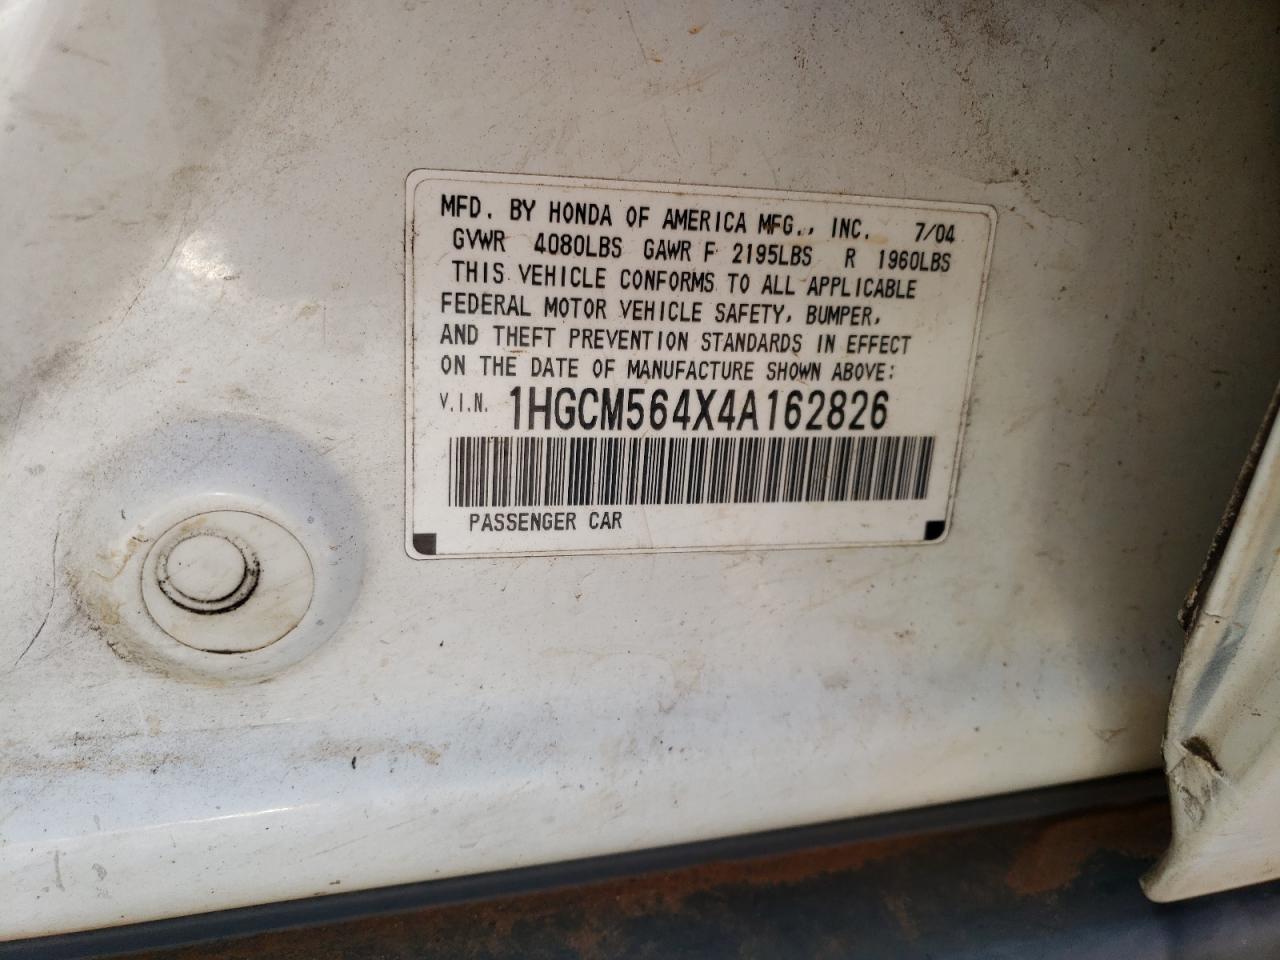 MFD. BY HONDA OF AMERICA MFG., INC. 7/04
GVWR 4080LBS GAWR F 2195LBS R 1960LBS
THIS VEHICLE CONFORMS TO ALL APPLICABLE
FEDERAL MOTOR VEHICLE SAFETY, BUMPER,
AND THEFT PREVENTION STANDARDS IN EFFECT
ON THE DATE OF MANUFACTURE SHOWN ABOVE:
V.I.N. 1HGCM564X4A162826
PASSENGER CAR